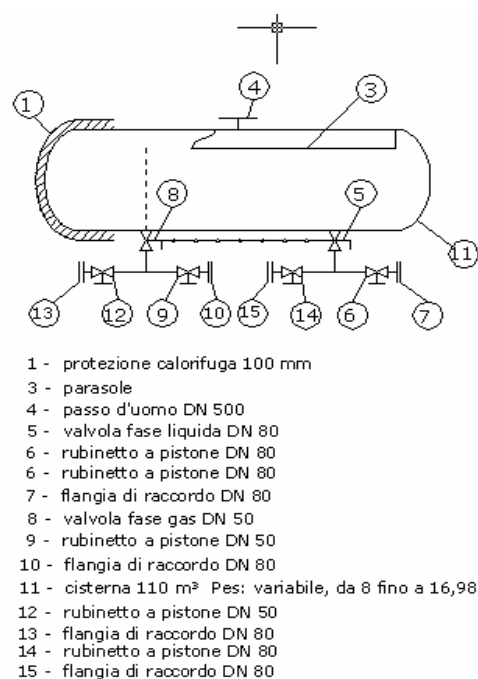 4
3
1
8
5
11
13
12
9
10
15
14
6
7
1 - protezione calorifuga 100 mm
3 - parasole
4 - passo d'uomo DN 500
5 - valvola fase liquida DN 80
6 - rubinetto a pistone DN 80
6 - rubinetto a pistone DN 80
7 - flangia di raccordo DN 80
8 - valvola fase gas DN 50
9 - rubinetto a pistone DN 50
10 - flangia di raccordo DN 80
11 - cisterna 110 m³ Pes: variabile, da 8 fino a 16,98
12 - rubinetto a pistone DN 50
13 - flangia di raccordo DN 80
14 - rubinetto a pistone DN 80
15 - flangia di raccordo DN 80